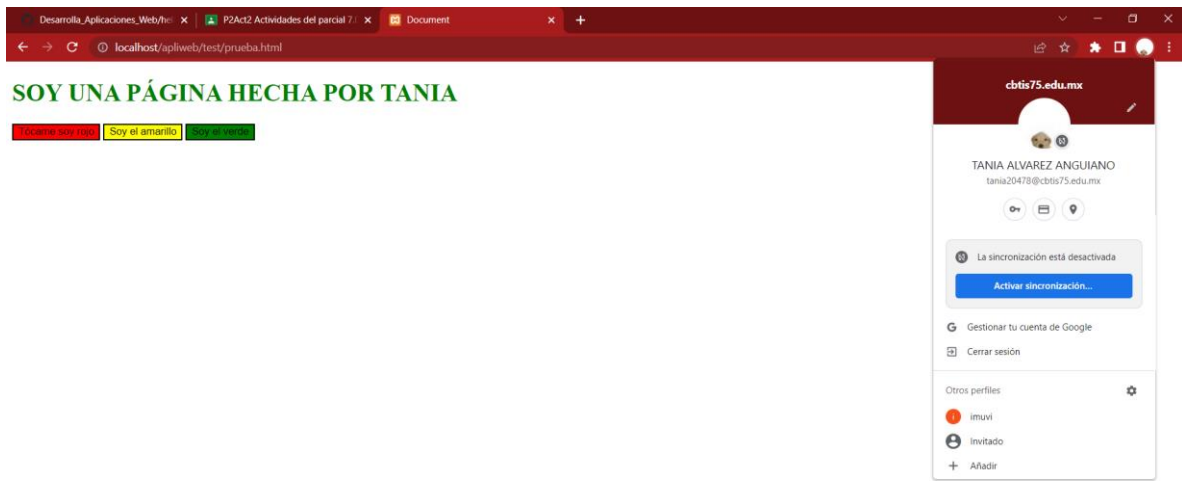 Desarrolla_Aplicaciones_Web/he
P2Act2 Actividades del parcial 7.
Document
localhost/apliweb/test/prueba.html
SOY UNA PÁGINA HECHA POR TANIA
Tócame soy rojo Soy el amarillo Soy el verde
cbtis75.edu.mx
TANIA ALVAREZ ANGUIANO
tania20478@cbtis75.edu.mx
La sincronización está desactivada
Activar sincronización...
Gestionar tu cuenta de Google
Cerrar sesión
Otros perfiles
imuvi
Invitado
Añadir